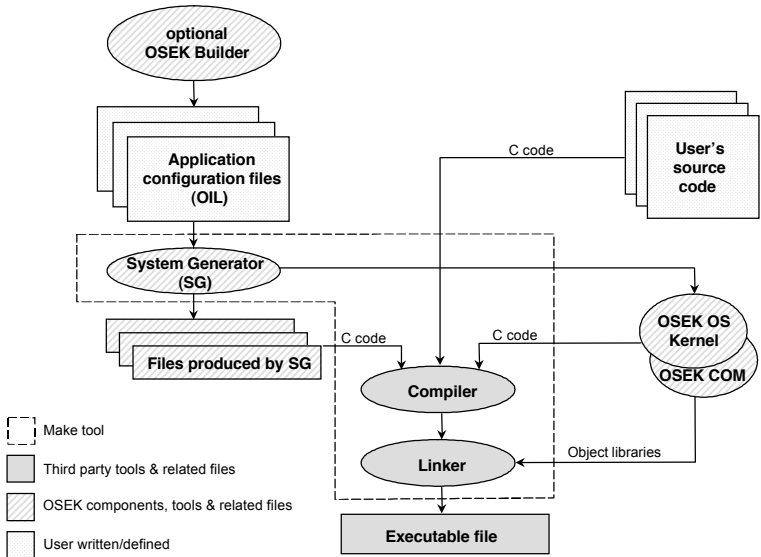 optional
OSEK Builder
Application
configuration files
(OIL)
C code
User's
source
code
System Generator
(SG)
Files produced by SG
C code
C code
OSEK OS
Kernel
OSEK COM
Compiler
Linker
Object libraries
Executable file
Make tool
Third party tools & related files
OSEK components, tools & related files
User written/defined